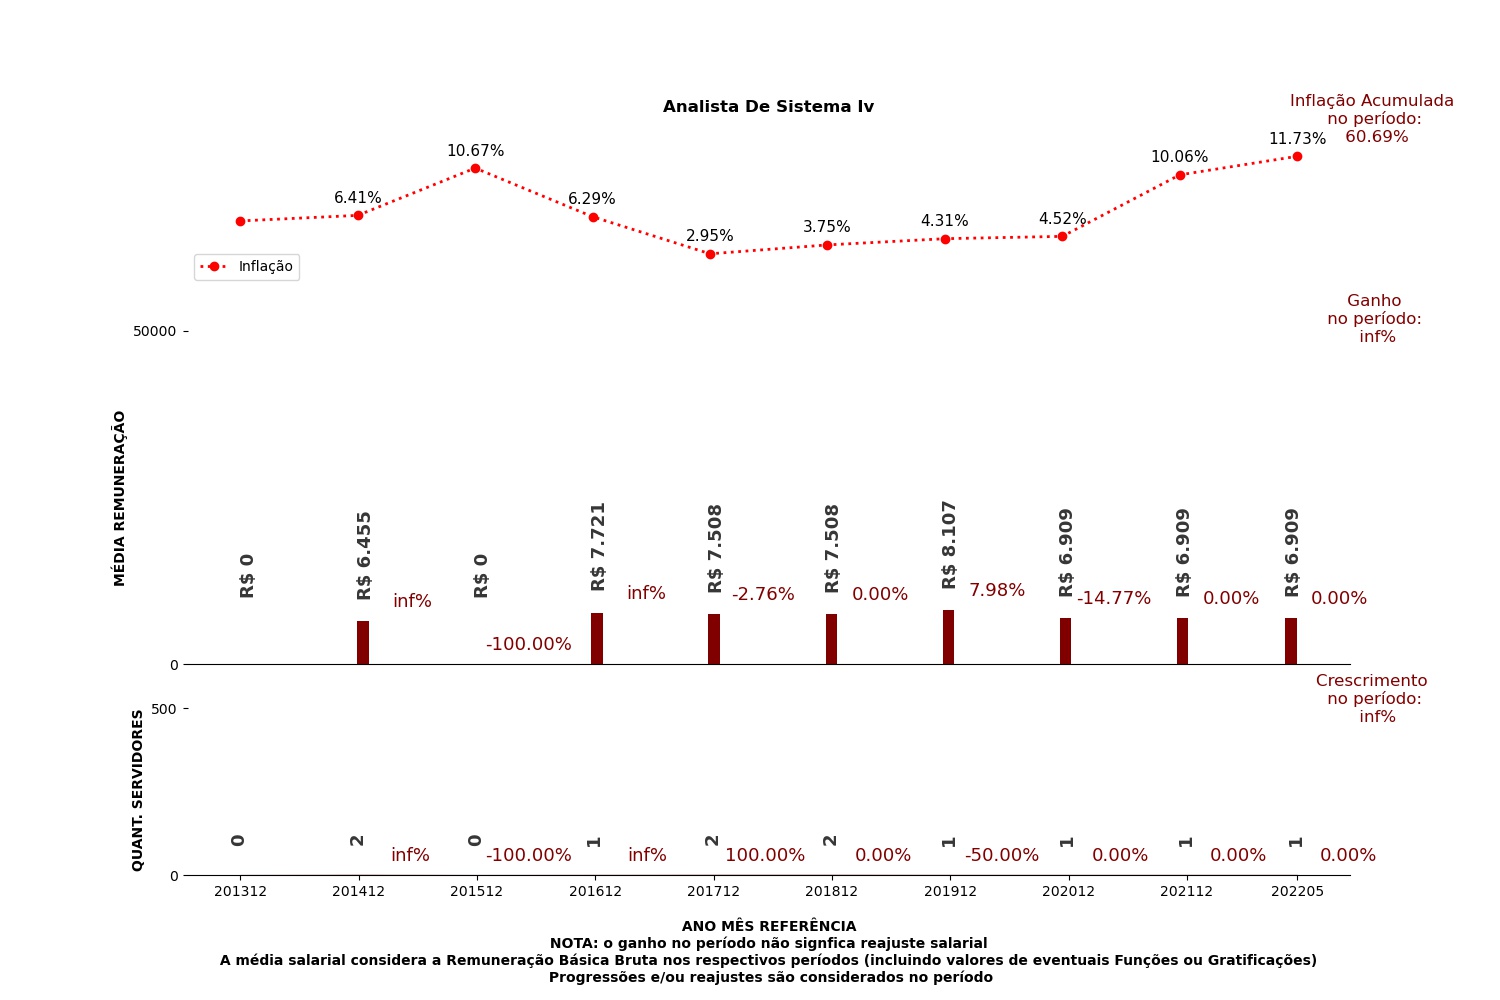 Analista De Sistema Iv
Inflação Acumulada
no período:
60.69%
6.41%
10.67%
6.29%
2.95%
3.75%
4.31%
4.52%
10.06%
11.73%
Inflação
Ganho
no período:
inf%
50000
0
MÉDIA REMUNERAÇÃO
R$ 0
R$ 6.455
R$ 0
R$ 7.721
R$ 7.508
R$ 7.508
R$ 8.107
R$ 6.909
R$ 6.909
R$ 6.909
inf%
-100.00%
inf%
-2.76%
0.00%
7.98%
-14.77%
0.00%
0.00%
Crescrimento
no período:
inf%
500
0
QUANT. SERVIDORES
0
2
0
1
2
2
1
1
1
1
inf%
-100.00%
inf%
100.00%
0.00%
-50.00%
0.00%
0.00%
0.00%
201312
201412
201512
201612
201712
201812
201912
202012
202112
202205
ANO MÊS REFERÊNCIA
NOTA: o ganho no período não signfica reajuste salarial
A média salarial considera a Remuneração Básica Bruta nos respectivos períodos (incluindo valores de eventuais Funções ou Gratificações)
Progressões e/ou reajustes são considerados no período